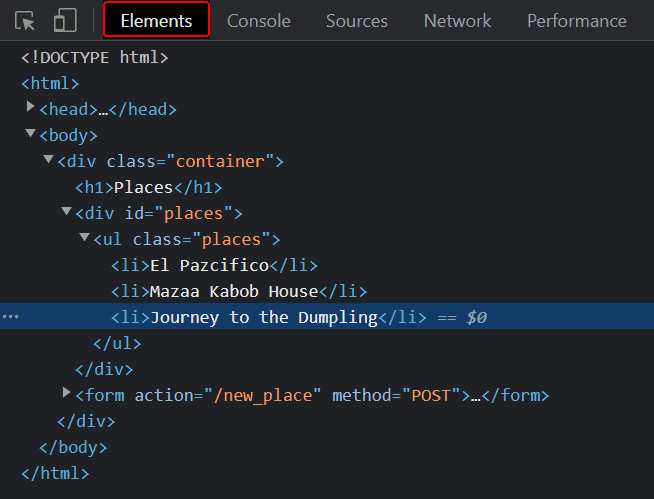 Elements Console Sources Network Performance
<!DOCTYPE html>
<html>
<head>…</head>
<body>
<div class="container">
<h1>Places</h1>
<div id="places">
<ul class="places">
<li>El Pazcifico</li>
<li>Mazaa Kabob House</li>
<li>Journey to the Dumpling</li> == $0
</ul>
</div>
<form action="/new_place" method="POST">…</form>
</div>
</body>
</html>